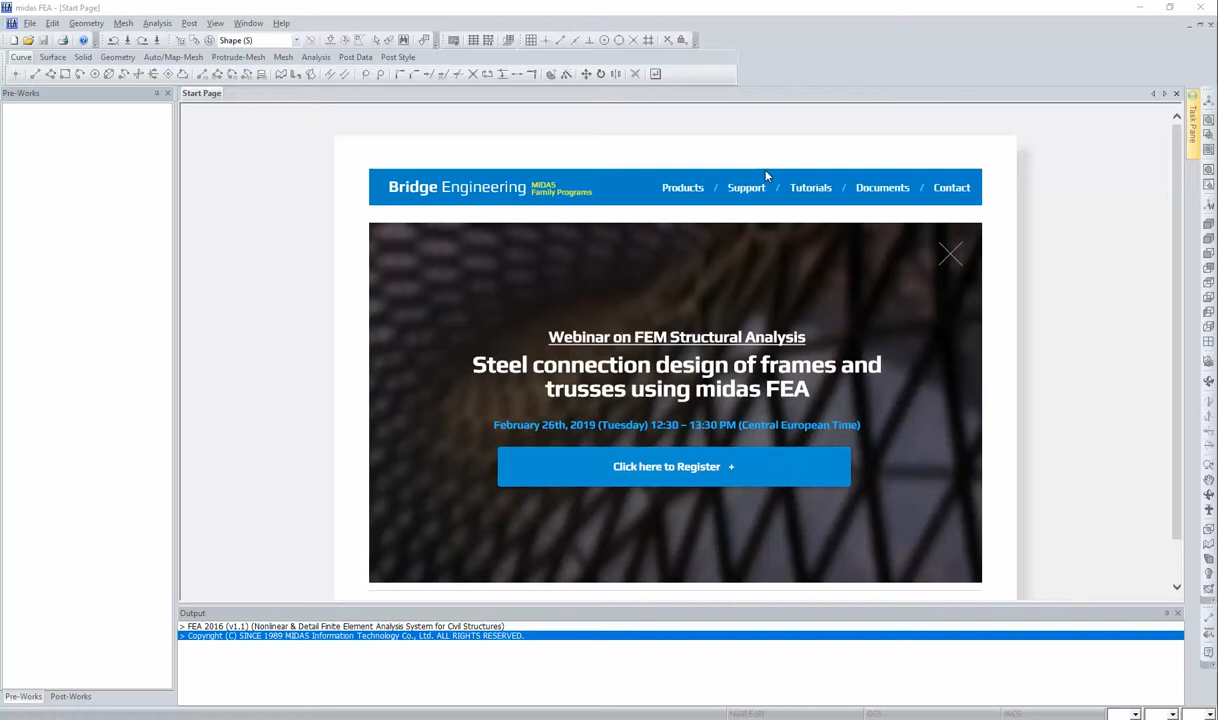 midas FEA - [Start Page]
File Edit Geometry Mesh Analysis Post View Window Help
Shape (S)
Curve Surface Solid Geometry Auto/Map-Mesh Protrude-Mesh Mesh Analysis Post Data Post Style
Pre-Works
Start Page
Task Pane
Bridge Engineering MIDAS Family Programs
Products / Support / Tutorials / Documents / Contact
Webinar on FEM Structural Analysis
Steel connection design of frames and
trusses using midas FEA
February 26th, 2019 (Tuesday) 12:30 – 13:30 PM (Central European Time)
Click here to Register +
Output
> FEA 2016 (v1.1) (Nonlinear & Detail Finite Element Analysis System for Civil Structures)
> Copyright (C) SINCE 1989 MIDAS Information Technology Co., Ltd. ALL RIGHTS RESERVED.
Pre-Works Post-Works
GCS WCS